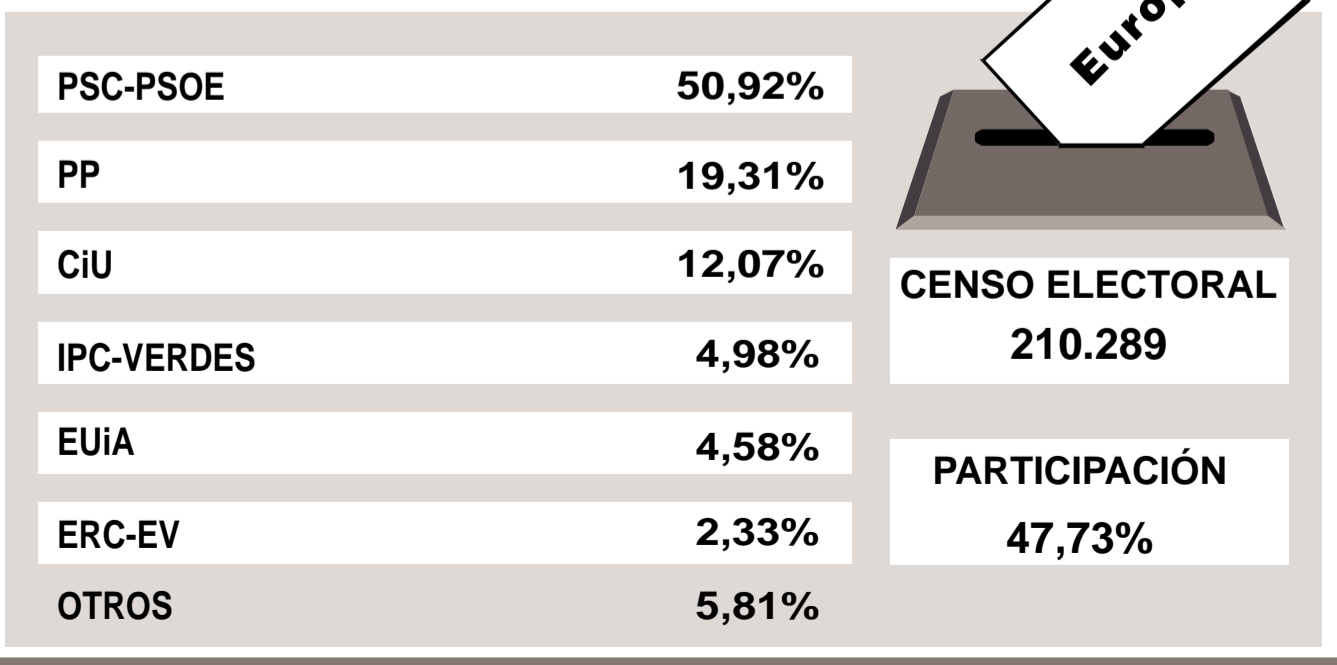 PSC-PSOE 50,92%
PP 19,31%
CiU 12,07%
IPC-VERDES 4,98%
EUiA 4,58%
ERC-EV 2,33%
OTROS 5,81%
CENSO ELECTORAL
210.289
PARTICIPACIÓN
47,73%